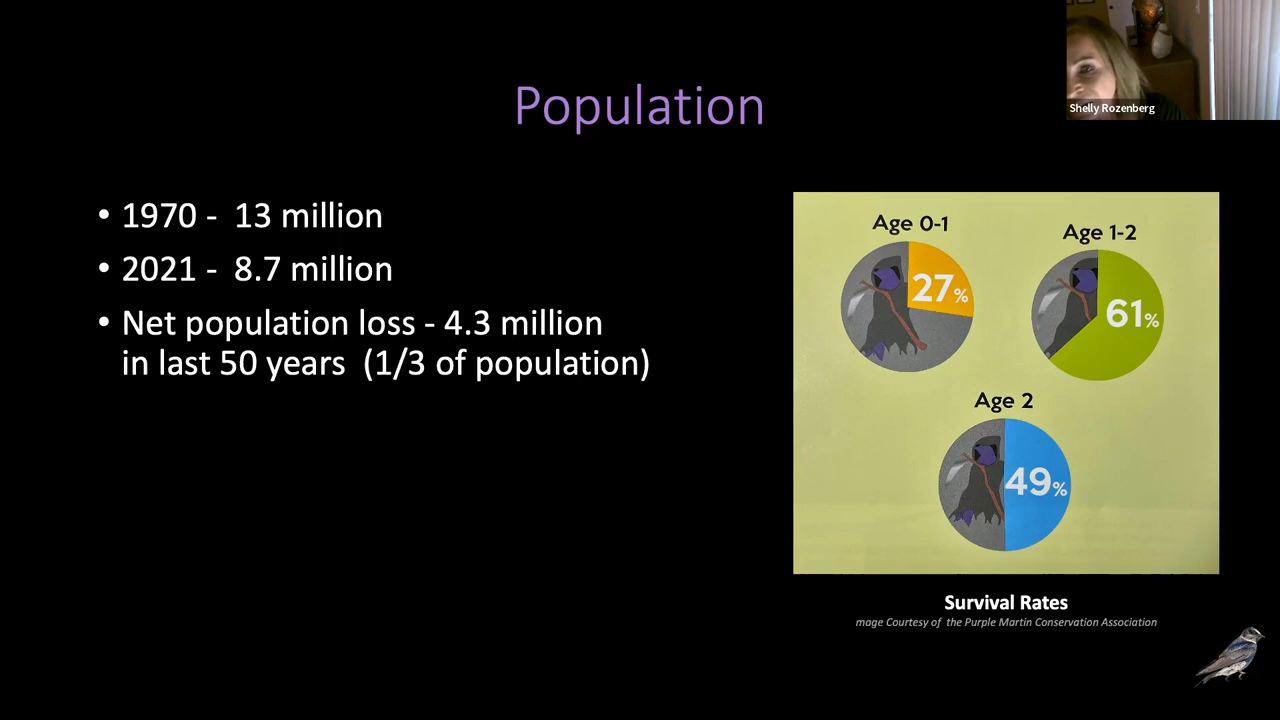 Shelly Rozenberg
Population
• 1970 -  13 million
• 2021 -  8.7 million
• Net population loss - 4.3 million
in last 50 years  (1/3 of population)
Age 0-1
27%
Age 1-2
61%
Age 2
49%
Survival Rates
mage Courtesy of  the Purple Martin Conservation Association